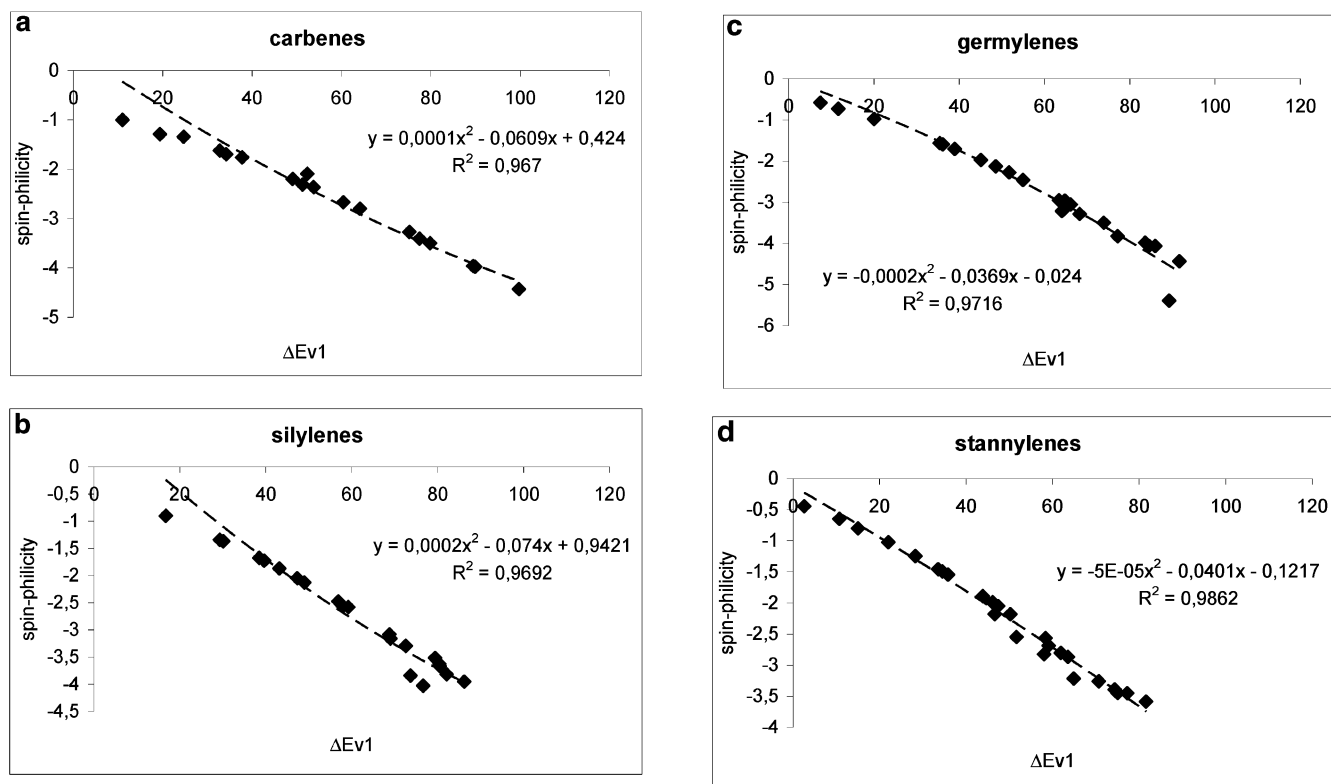 a
carbenes
0
0 20 40 60 80 100 120
-1
-2
-3
-4
-5
spin-philicity
y = 0,0001x² - 0,0609x + 0,424
R² = 0,967
ΔEv1
b
silylenes
0
0 20 40 60 80 100 120
-0,5
-1
-1,5
-2
-2,5
-3
-3,5
-4
-4,5
spin-philicity
y = 0,0002x² - 0,074x + 0,9421
R² = 0,9692
ΔEv1
c
germylenes
0
0 20 40 60 80 100 120
-1
-2
-3
-4
-5
-6
spin-philicity
y = -0,0002x² - 0,0369x - 0,024
R² = 0,9716
ΔEv1
d
stannylenes
0
0 20 40 60 80 100 120
-0,5
-1
-1,5
-2
-2,5
-3
-3,5
-4
spin-philicity
y = -5E-05x² - 0,0401x - 0,1217
R² = 0,9862
ΔEv1